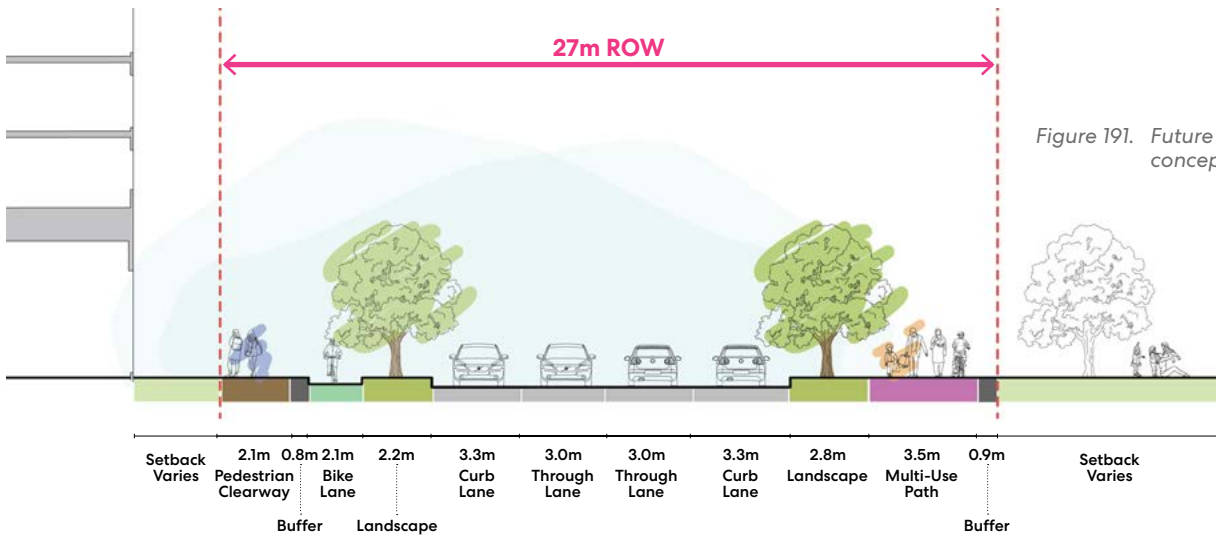 27m ROW
Figure 191. Future
concep
Setback
Varies
2.1m
Pedestrian
Clearway
0.8m
Buffer
2.1m
Bike
Lane
2.2m
Landscape
3.3m
Curb
Lane
3.0m
Through
Lane
3.0m
Through
Lane
3.3m
Curb
Lane
2.8m
Landscape
3.5m
Multi-Use
Path
0.9m
Buffer
Setback
Varies